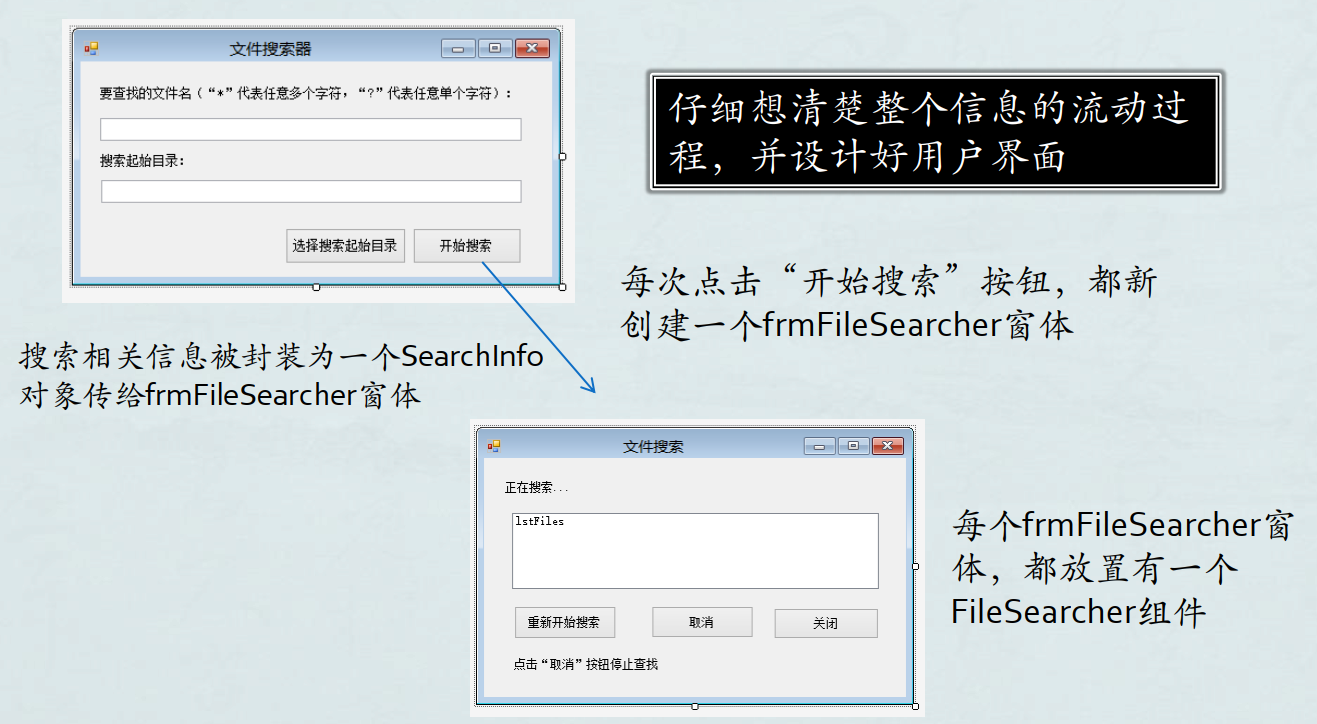 文件搜索器
要查找的文件名（“*”代表任意多个字符，“?”代表任意单个字符）：
搜索起始目录：
选择搜索起始目录
开始搜索
仔细想清楚整个信息的流动过
程，并设计好用户界面
每次点击“开始搜索”按钮，都新
创建一个frmFileSearcher窗体
搜索相关信息被封装为一个SearchInfo
对象传给frmFileSearcher窗体
文件搜索
正在搜索...
lstFiles
重新开始搜索
取消
关闭
点击“取消”按钮停止查找
每个frmFileSearcher窗
体，都放置有一个
FileSearcher组件